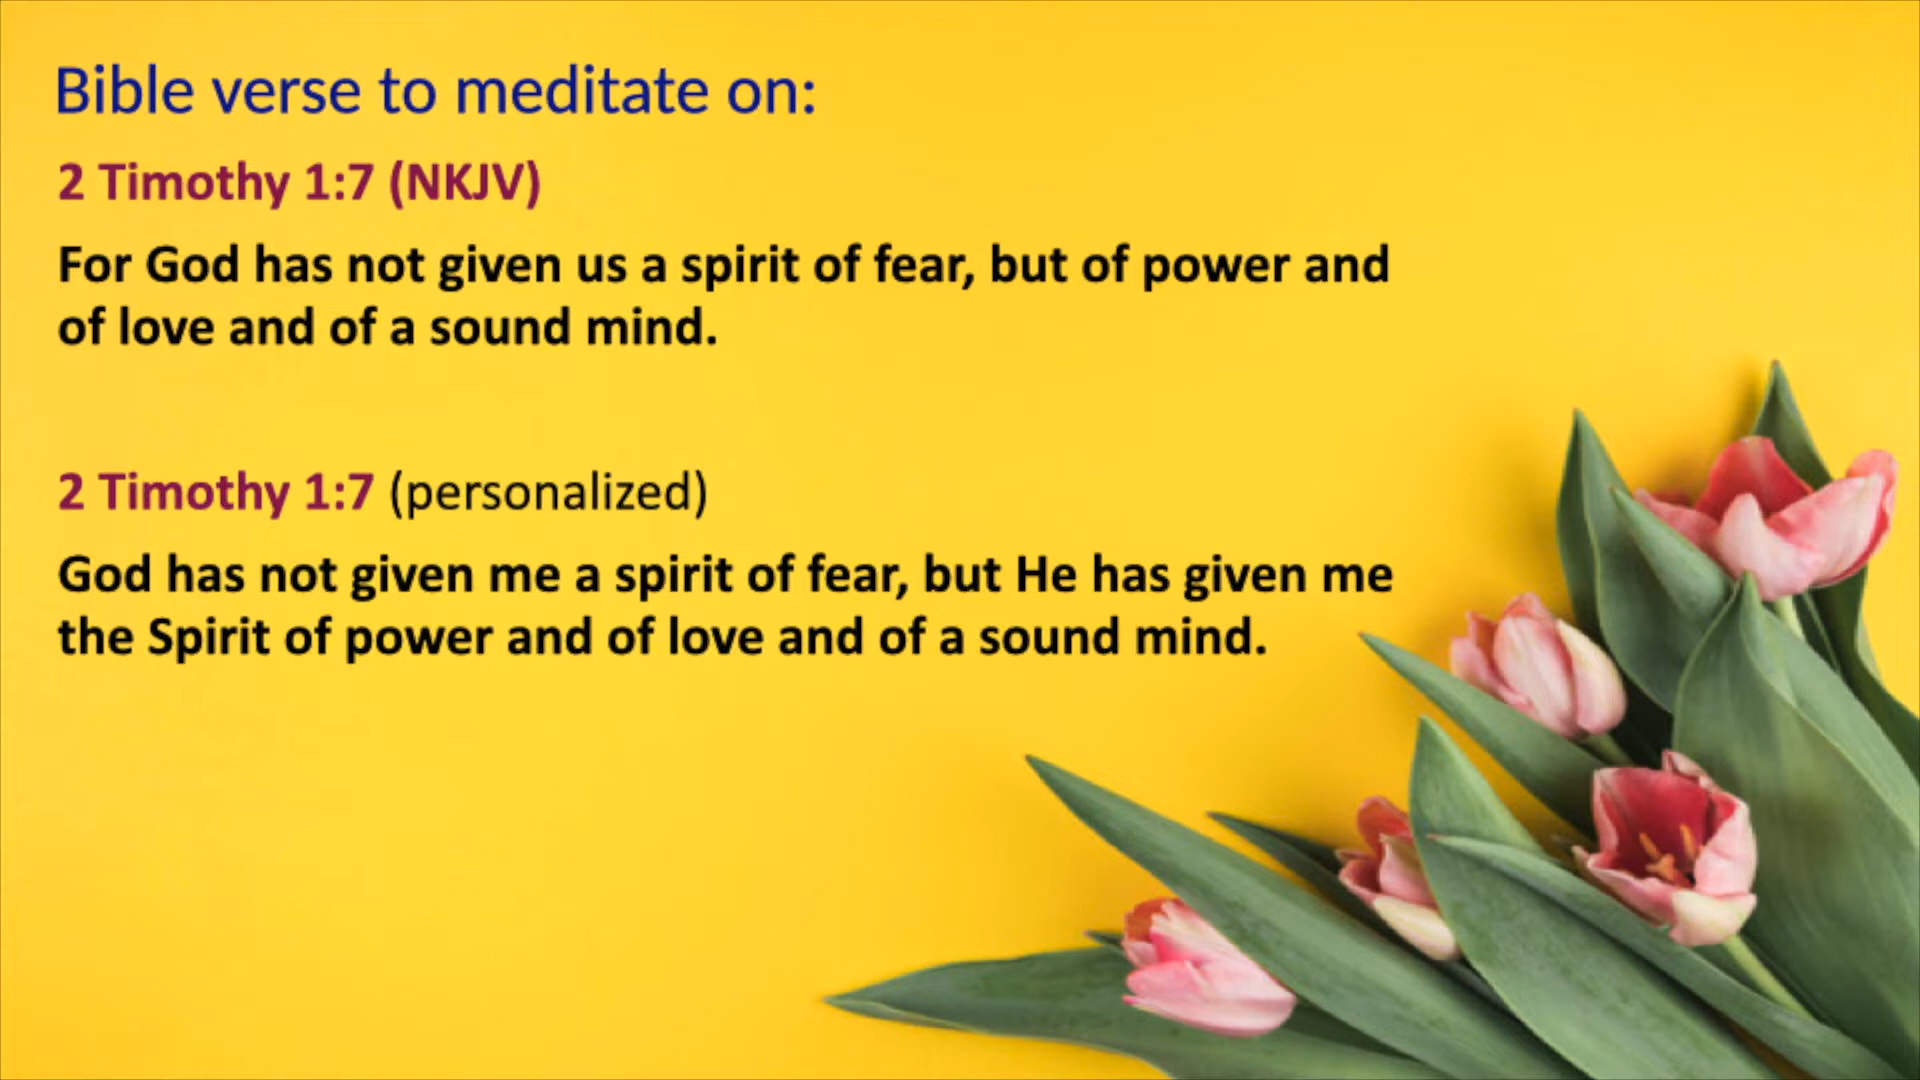 Bible verse to meditate on:
2 Timothy 1:7 (NKJV)
For God has not given us a spirit of fear, but of power and
of love and of a sound mind.
2 Timothy 1:7 (personalized)
God has not given me a spirit of fear, but He has given me
the Spirit of power and of love and of a sound mind.